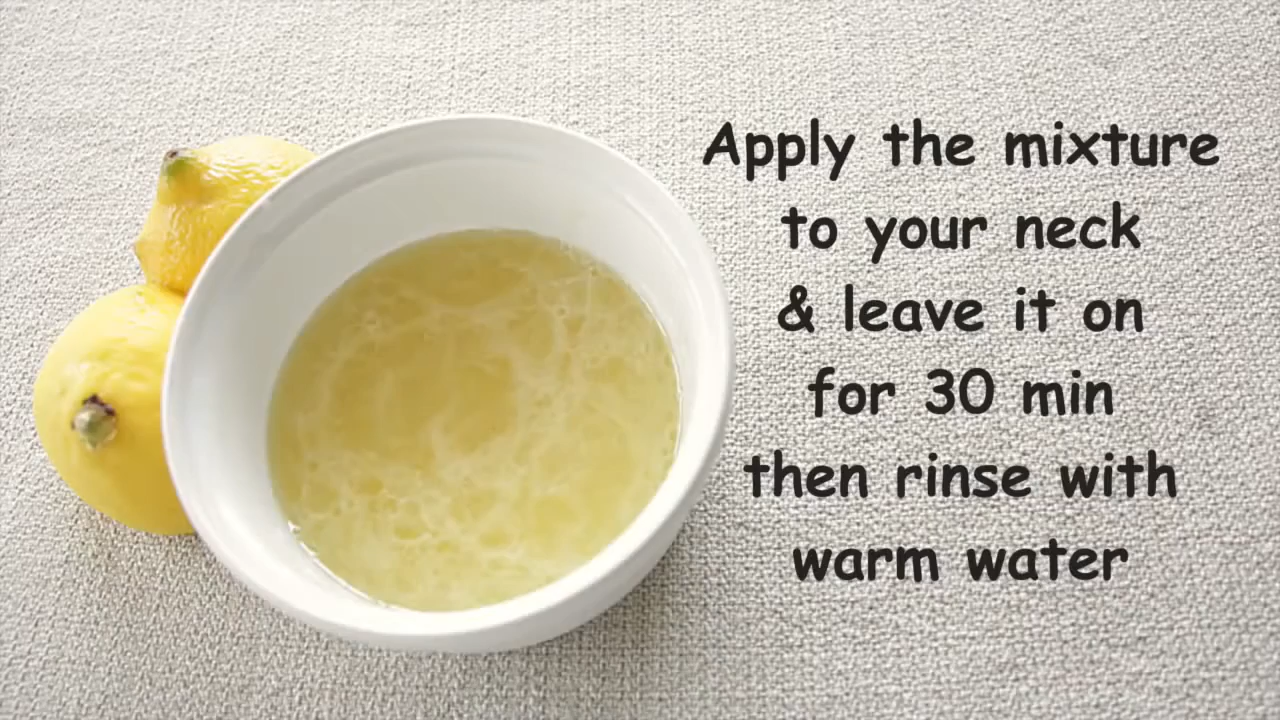 Apply the mixture
to your neck
& leave it on
for 30 min
then rinse with
warm water